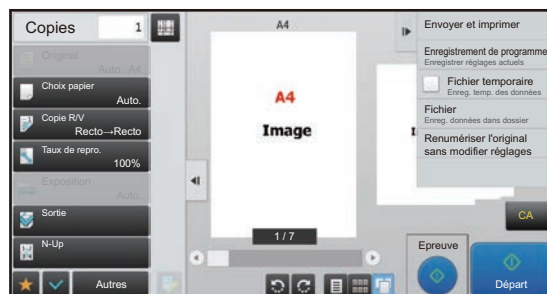 Copies 1
Original
Auto. A4
Choix papier
Auto.
Copie R/V
Recto→Recto
Taux de repro.
100%
Exposition
Auto.
Sortie
N-Up
Autres
A4
A4
Image
1 / 7
Envoyer et imprimer
Enregistrement de programme
Enregistrer réglages actuels
Fichier temporaire
Enreg. temp. des données
Fichier
Enreg. données dans dossier
Renumériser l'original
sans modifier réglages
CA
Epreuve
Départ